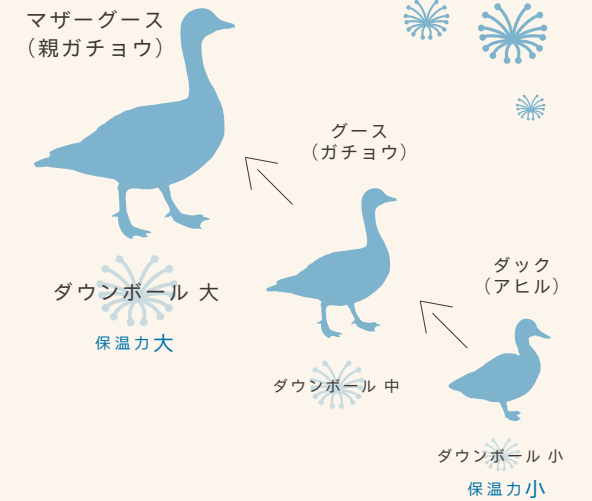 マザーグース
（親ガチョウ）
ダウンボール 大
保温力大
グース
（ガチョウ）
ダウンボール 中
ダック
（アヒル）
ダウンボール 小
保温力小